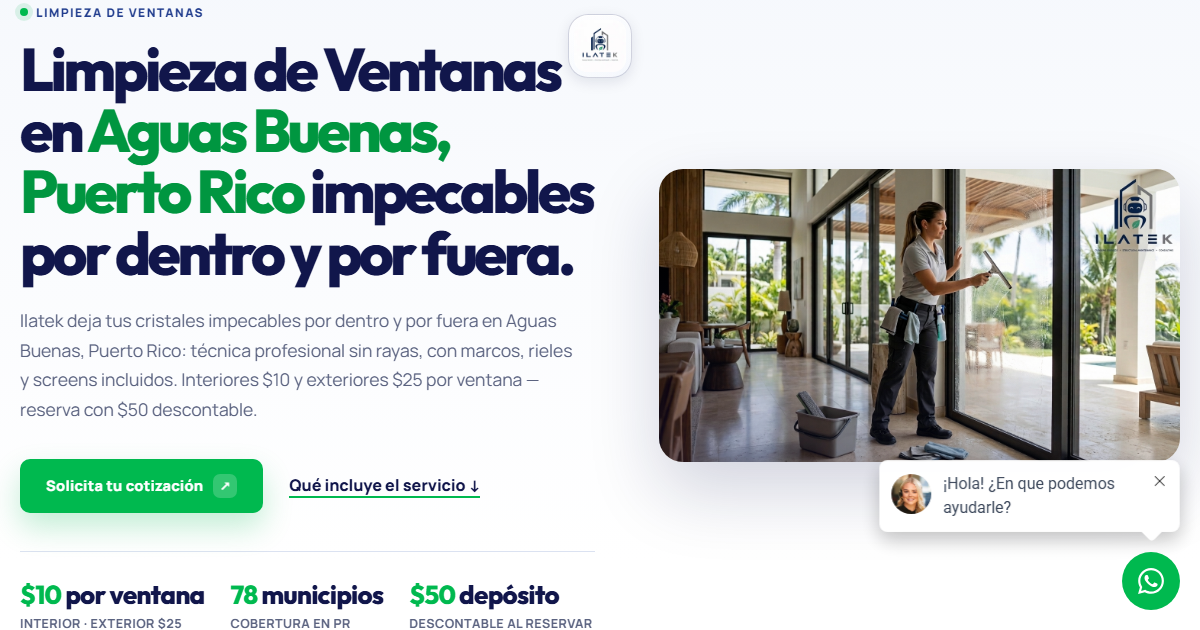 LIMPIEZA DE VENTANAS
ILATEK
Limpieza de Ventanas
en Aguas Buenas,
Puerto Rico impecables
por dentro y por fuera.
Ilatek deja tus cristales impecables por dentro y por fuera en Aguas
Buenas, Puerto Rico: técnica profesional sin rayas, con marcos, rieles
y screens incluidos. Interiores $10 y exteriores $25 por ventana —
reserva con $50 descontable.
Solicita tu cotización ↗
Qué incluye el servicio ↓
ILATEK
¡Hola! ¿En que podemos
ayudarle?
$10 por ventana
INTERIOR · EXTERIOR $25
78 municipios
COBERTURA EN PR
$50 depósito
DESCONTABLE AL RESERVAR